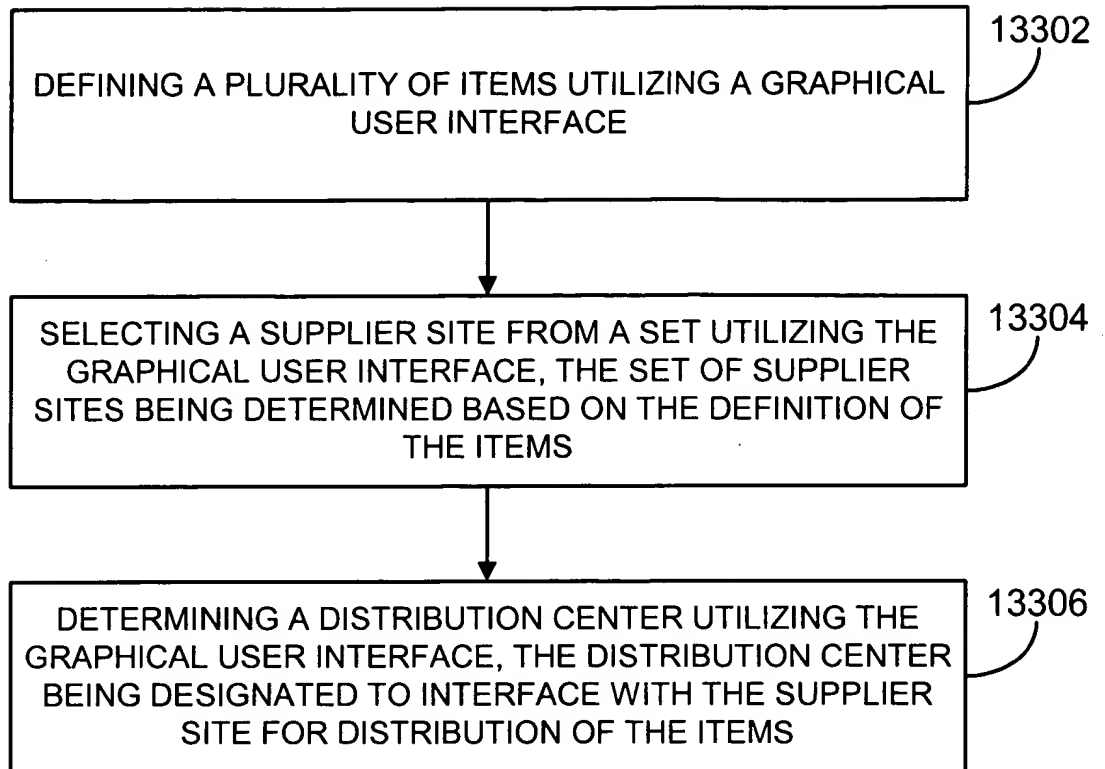 13302
DEFINING A PLURALITY OF ITEMS UTILIZING A GRAPHICAL
USER INTERFACE
13304
SELECTING A SUPPLIER SITE FROM A SET UTILIZING THE
GRAPHICAL USER INTERFACE, THE SET OF SUPPLIER
SITES BEING DETERMINED BASED ON THE DEFINITION OF
THE ITEMS
13306
DETERMINING A DISTRIBUTION CENTER UTILIZING THE
GRAPHICAL USER INTERFACE, THE DISTRIBUTION CENTER
BEING DESIGNATED TO INTERFACE WITH THE SUPPLIER
SITE FOR DISTRIBUTION OF THE ITEMS